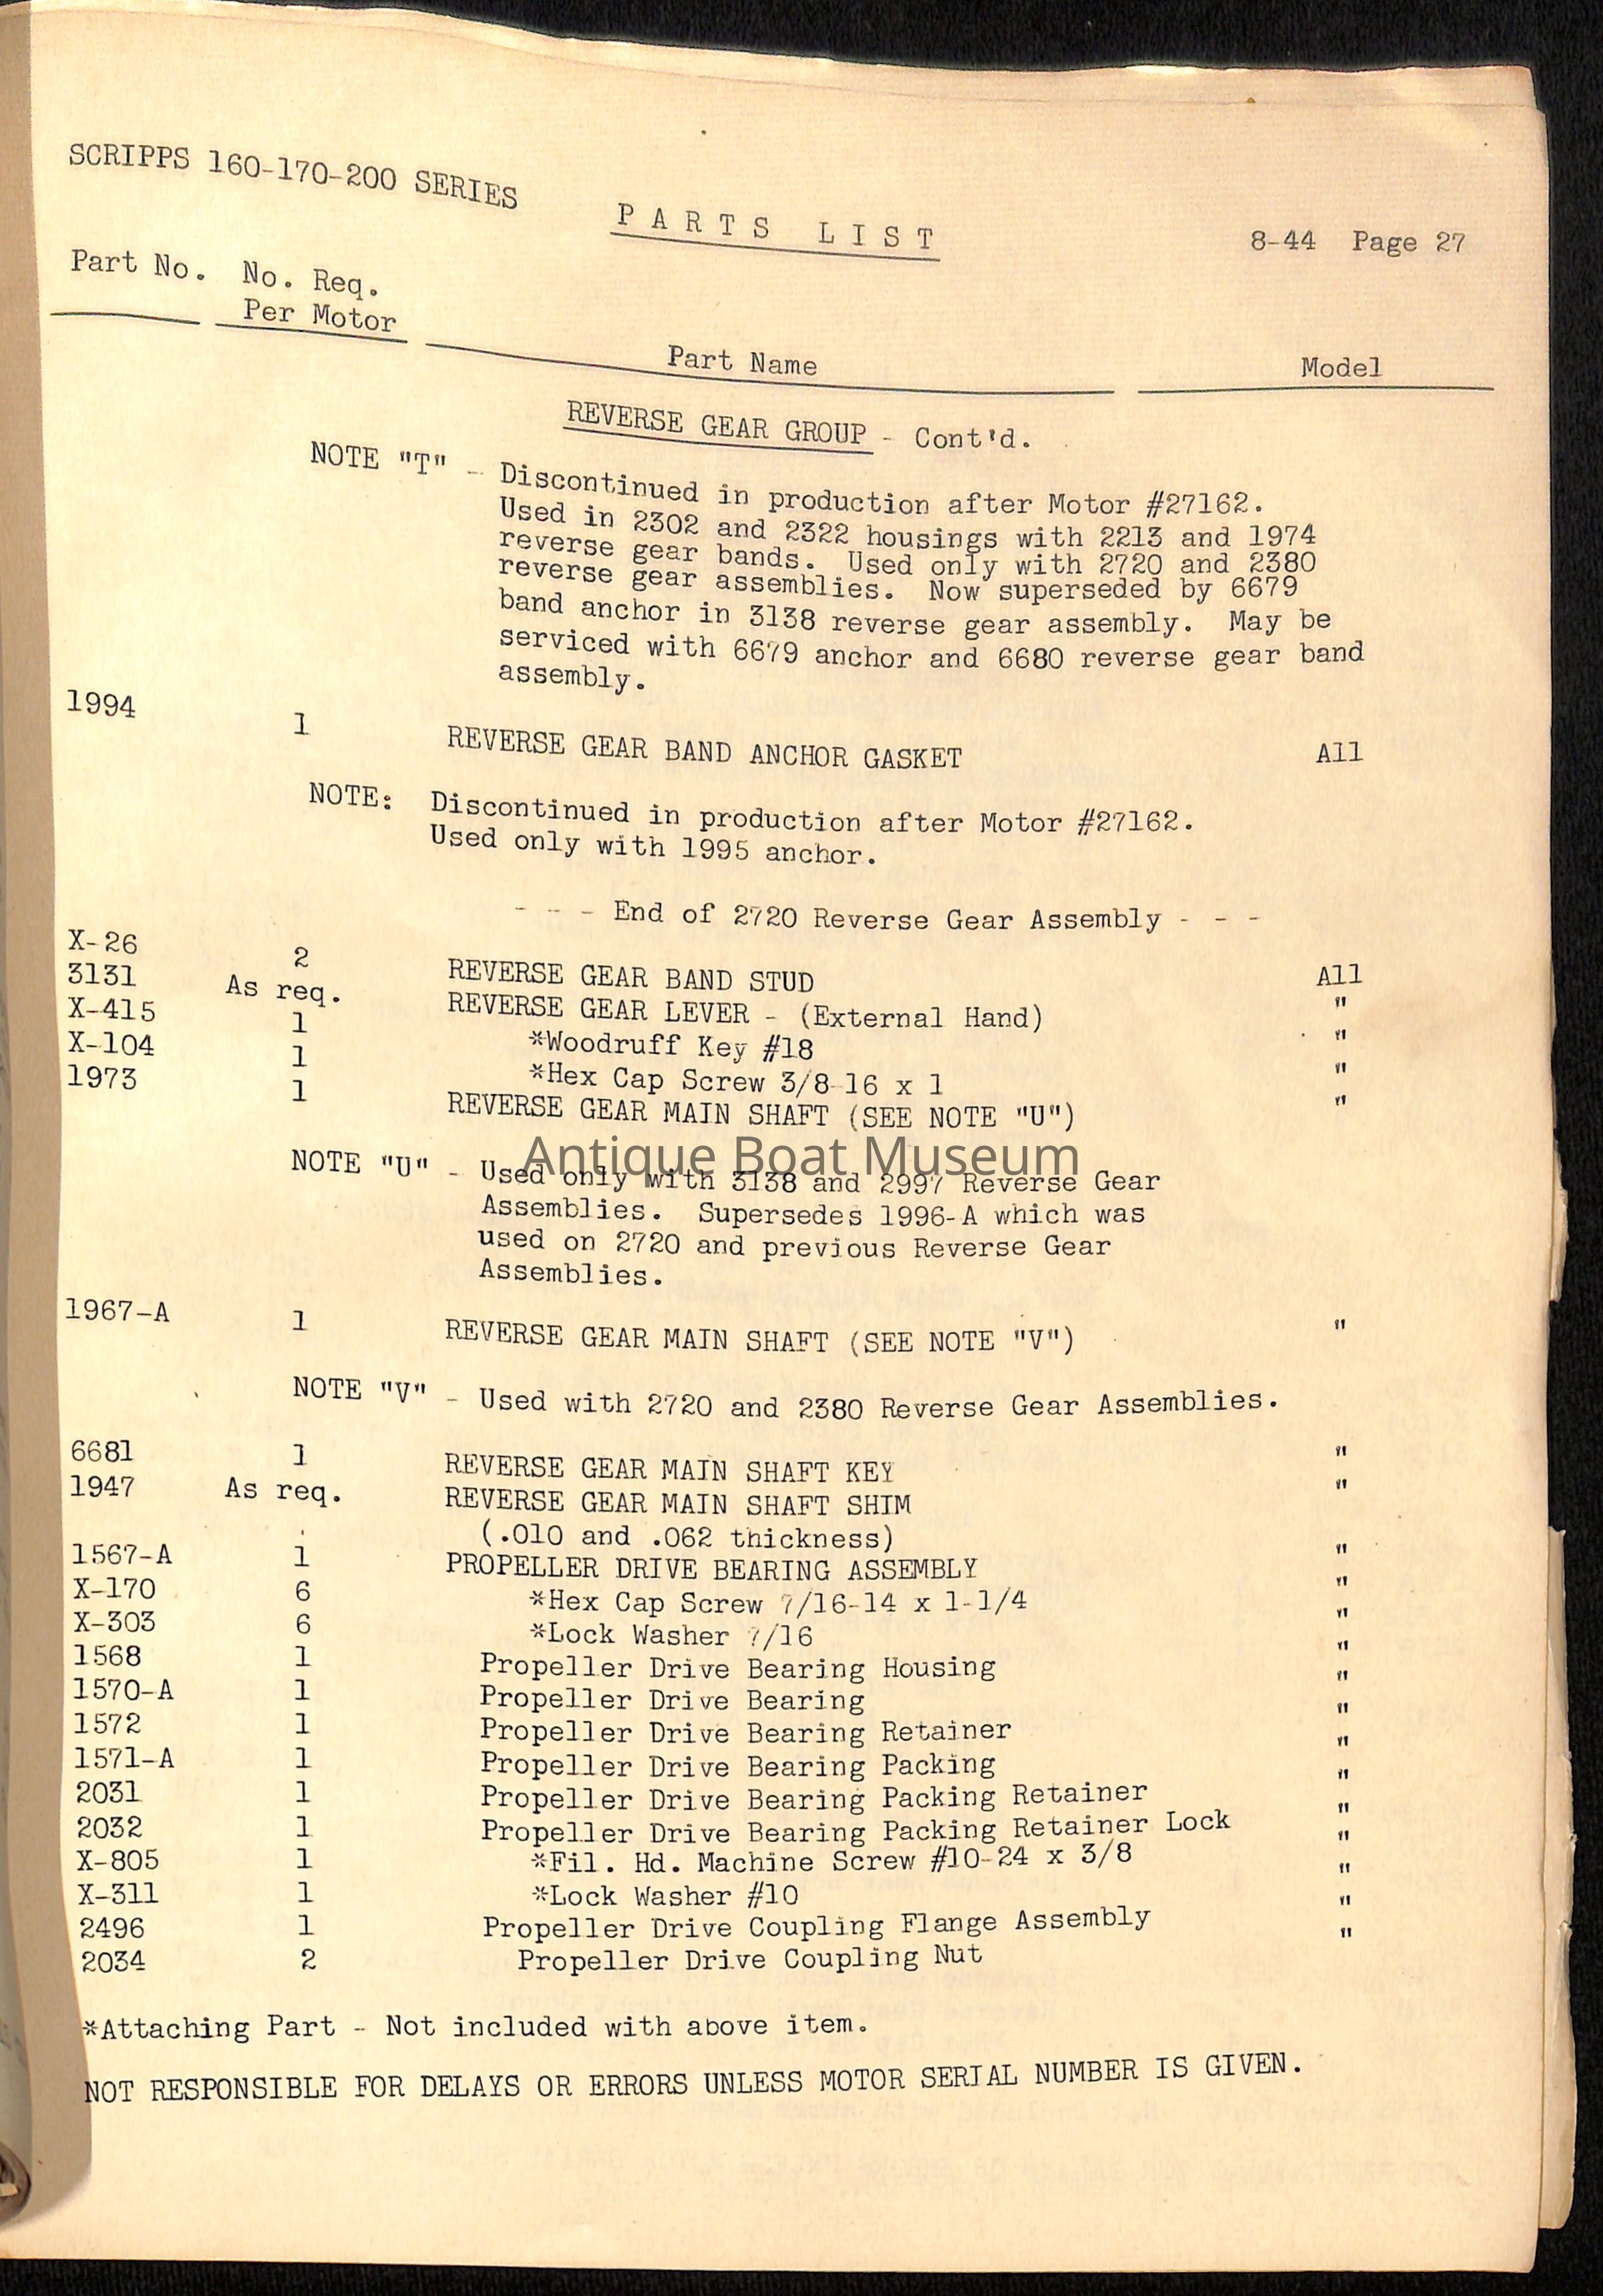 SCRIPPS 160-170-200 SERIES
PARTS LIST
8-44 Page 27
Part No. No. Req. Per Motor Part Name Model
REVERSE GEAR GROUP - Cont'd.
NOTE "T" - Discontinued in production after Motor #27162.
Used in 2302 and 2322 housings with 2213 and 1974
reverse gear bands. Used only with 2720 and 2380
reverse gear assemblies. Now superseded by 6679
band anchor in 3138 reverse gear assembly. May be
serviced with 6679 anchor and 6680 reverse gear band
assembly.
1994 1 REVERSE GEAR BAND ANCHOR GASKET All
NOTE: Discontinued in production after Motor #27162.
Used only with 1995 anchor.
- - - End of 2720 Reverse Gear Assembly - - -
X-26 2 REVERSE GEAR BAND STUD All
3131 As req. REVERSE GEAR LEVER - (External Hand) "
X-415 1 *Woodruff Key #18 "
X-104 1 *Hex Cap Screw 3/8-16 x 1 "
1973 1 REVERSE GEAR MAIN SHAFT (SEE NOTE "U") "
Antique Boat Museum
NOTE "U" - Used only with 3138 and 2997 Reverse Gear
Assemblies. Supersedes 1996-A which was
used on 2720 and previous Reverse Gear
Assemblies.
1967-A 1 REVERSE GEAR MAIN SHAFT (SEE NOTE "V") "
NOTE "V" - Used with 2720 and 2380 Reverse Gear Assemblies.
6681 1 REVERSE GEAR MAIN SHAFT KEY "
1947 As req. REVERSE GEAR MAIN SHAFT SHIM "
(.010 and .062 thickness)
1567-A 1 PROPELLER DRIVE BEARING ASSEMBLY "
X-170 6 *Hex Cap Screw 7/16-14 x 1-1/4 "
X-303 6 *Lock Washer 7/16 "
1568 1 Propeller Drive Bearing Housing "
1570-A 1 Propeller Drive Bearing "
1572 1 Propeller Drive Bearing Retainer "
1571-A 1 Propeller Drive Bearing Packing "
2031 1 Propeller Drive Bearing Packing Retainer "
2032 1 Propeller Drive Bearing Packing Retainer Lock "
X-805 1 *Fil. Hd. Machine Screw #10-24 x 3/8 "
X-311 1 *Lock Washer #10 "
2496 1 Propeller Drive Coupling Flange Assembly "
2034 2 Propeller Drive Coupling Nut "
*Attaching Part - Not included with above item.
NOT RESPONSIBLE FOR DELAYS OR ERRORS UNLESS MOTOR SERIAL NUMBER IS GIVEN.